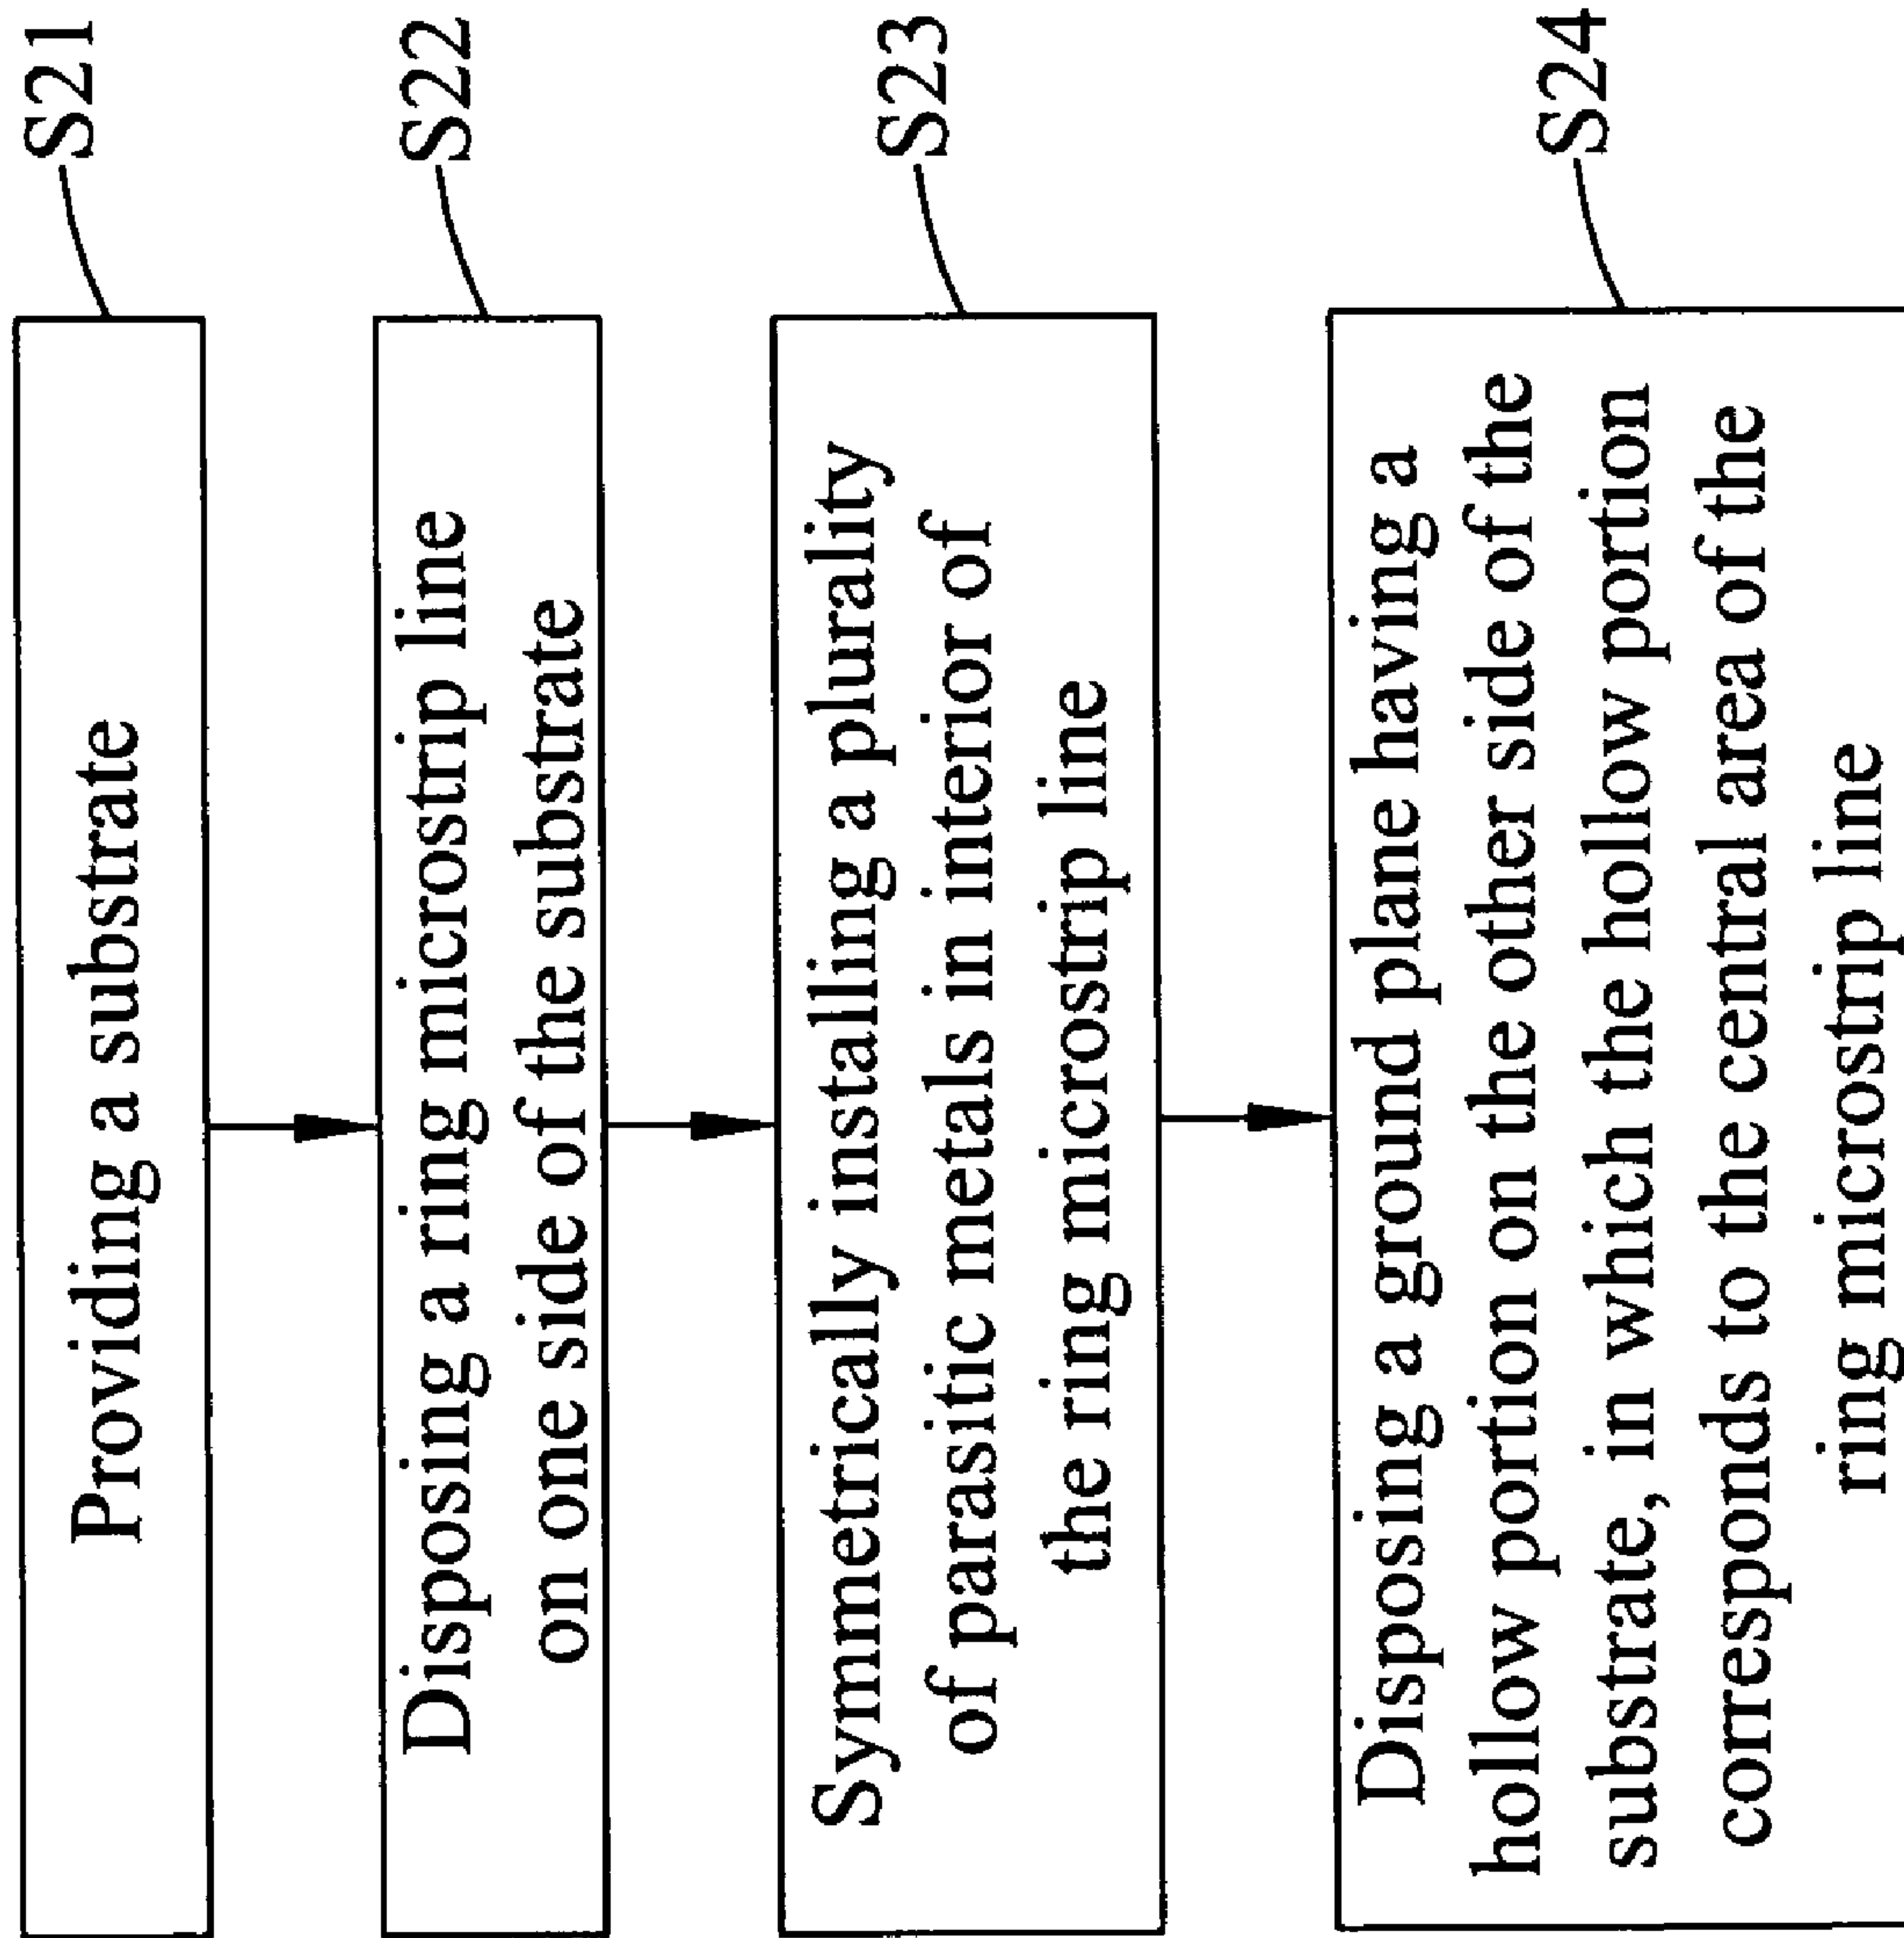 Providing a substrate
S21
Disposing a ring microstrip line
on one side of the substrate
S22
Symmetrically installing a plurality
of parasitic metals in interior of
the ring microstrip line
S23
Disposing a ground plane having a
hollow portion on the other side of the
substrate, in which the hollow portion
corresponds to the central area of the
ring microstrip line
S24